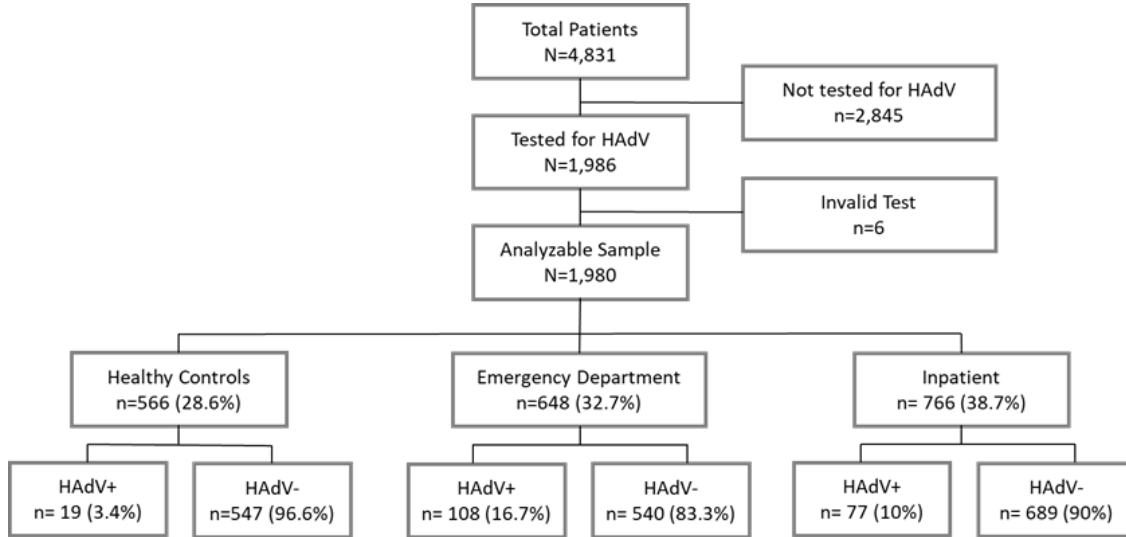 Total Patients
N=4,831
Not tested for HAdV
n=2,845
Tested for HAdV
N=1,986
Invalid Test
n=6
Analyzable Sample
N=1,980
Healthy Controls
n=566 (28.6%)
Emergency Department
n=648 (32.7%)
Inpatient
n= 766 (38.7%)
HAdV+
n= 19 (3.4%)
HAdV-
n=547 (96.6%)
HAdV+
n= 108 (16.7%)
HAdV-
n= 540 (83.3%)
HAdV+
n= 77 (10%)
HAdV-
n= 689 (90%)